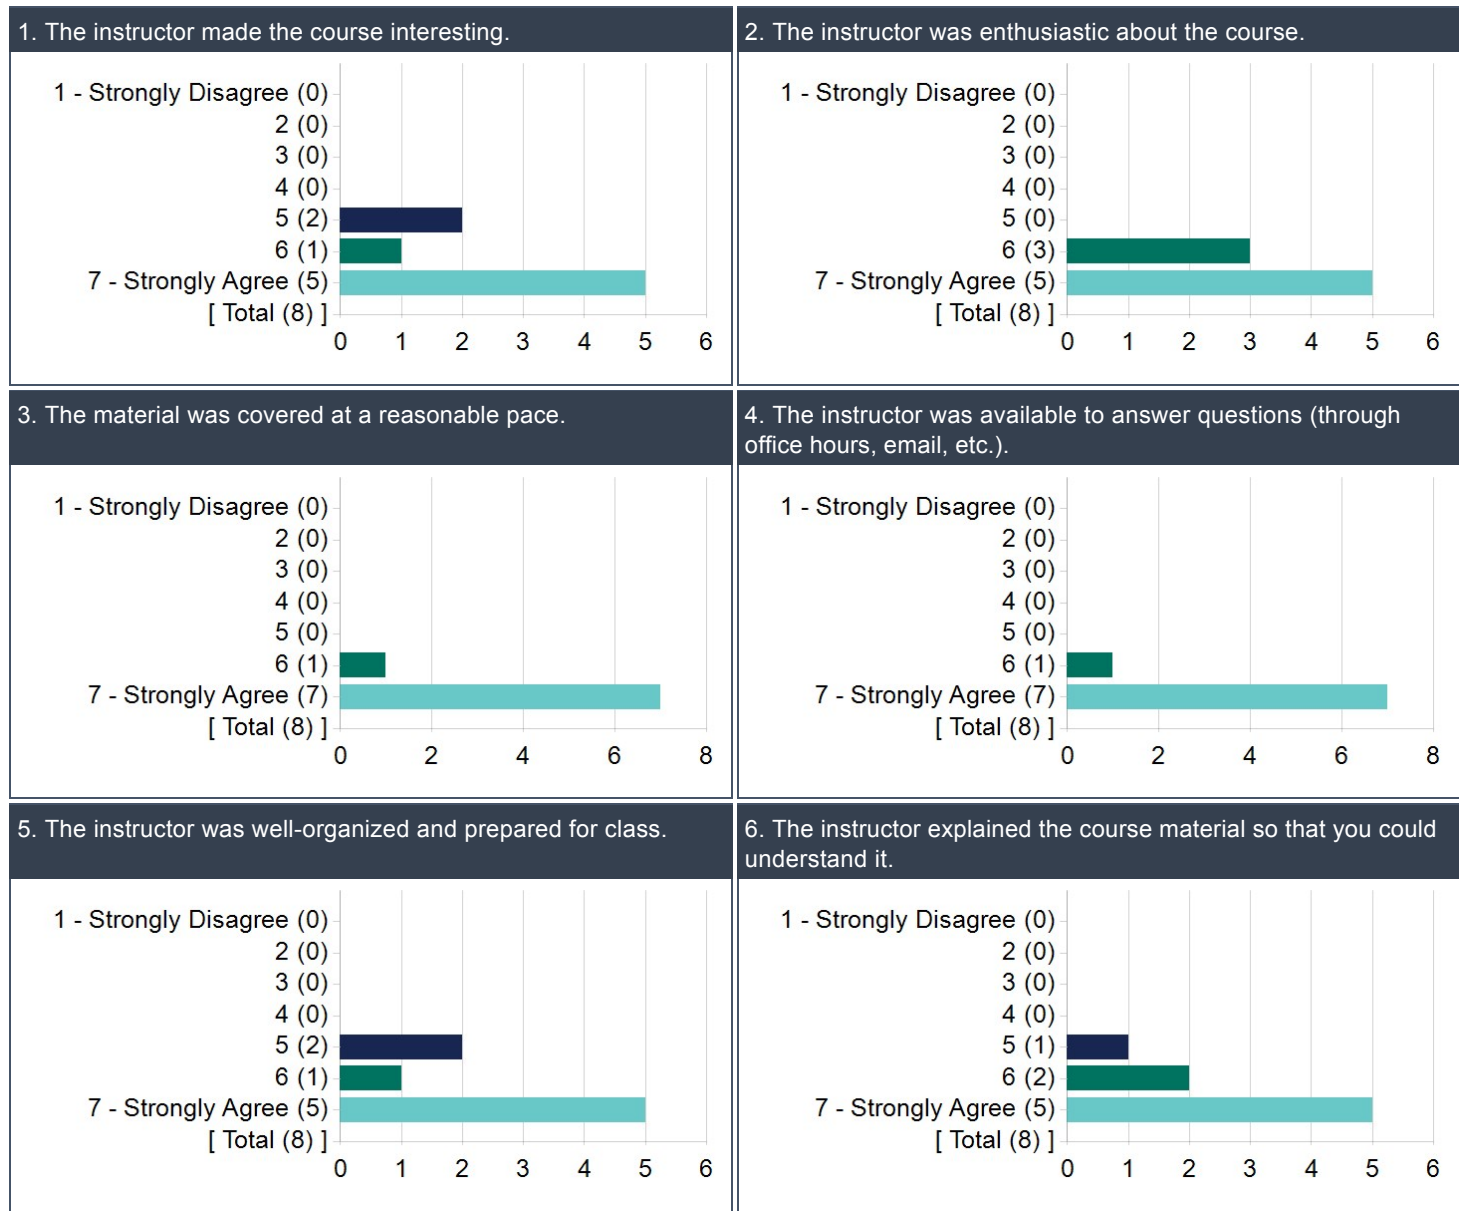 1. The instructor made the course interesting.
1 - Strongly Disagree (0)
2 (0)
3 (0)
4 (0)
5 (2)
6 (1)
7 - Strongly Agree (5)
[ Total (8) ]
0 1 2 3 4 5 6
2. The instructor was enthusiastic about the course.
1 - Strongly Disagree (0)
2 (0)
3 (0)
4 (0)
5 (0)
6 (3)
7 - Strongly Agree (5)
[ Total (8) ]
0 1 2 3 4 5 6
3. The material was covered at a reasonable pace.
1 - Strongly Disagree (0)
2 (0)
3 (0)
4 (0)
5 (0)
6 (1)
7 - Strongly Agree (7)
[ Total (8) ]
0 2 4 6 8
4. The instructor was available to answer questions (through
office hours, email, etc.).
1 - Strongly Disagree (0)
2 (0)
3 (0)
4 (0)
5 (0)
6 (1)
7 - Strongly Agree (7)
[ Total (8) ]
0 2 4 6 8
5. The instructor was well-organized and prepared for class.
1 - Strongly Disagree (0)
2 (0)
3 (0)
4 (0)
5 (2)
6 (1)
7 - Strongly Agree (5)
[ Total (8) ]
0 1 2 3 4 5 6
6. The instructor explained the course material so that you could
understand it.
1 - Strongly Disagree (0)
2 (0)
3 (0)
4 (0)
5 (1)
6 (2)
7 - Strongly Agree (5)
[ Total (8) ]
0 1 2 3 4 5 6